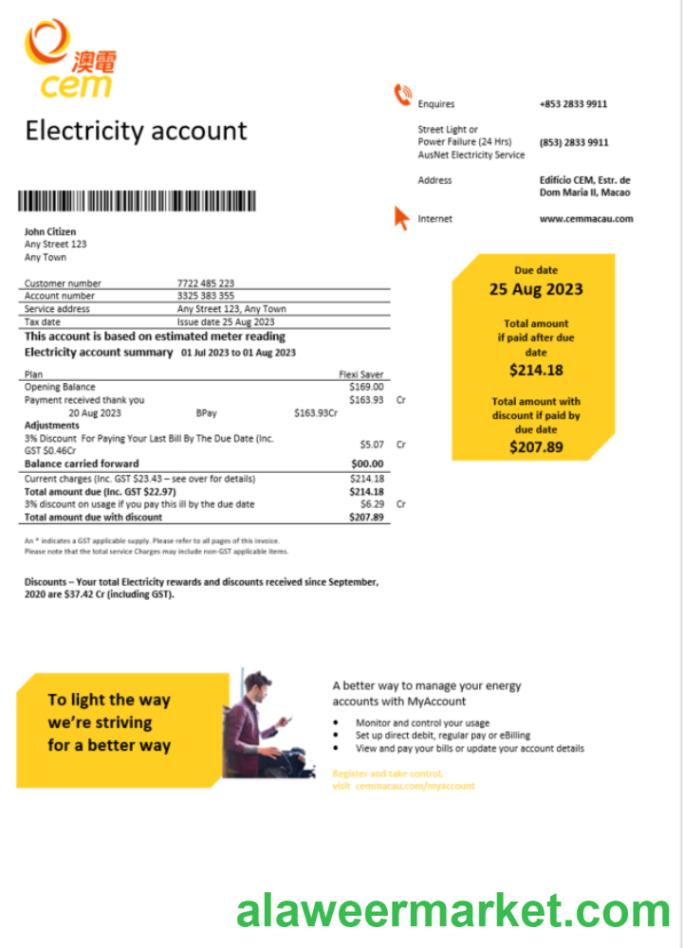 澳電
cem
Electricity account
Enquires +853 2833 9911
Street Light or
Power Failure (24 Hrs) (853) 2833 9911
AusNet Electricity Service
Address Edifício CEM, Estr. de
Dom Maria II, Macao
Internet www.cemmacau.com
John Citizen
Any Street 123
Any Town
Customer number 7722 485 223
Account number 3325 383 355
Service address Any Street 123, Any Town
Tax date Issue date 25 Aug 2023
This account is based on estimated meter reading
Electricity account summary 01 Jul 2023 to 01 Aug 2023
Plan Flexi Saver
Opening Balance $169.00
Payment received thank you $163.93 Cr
20 Aug 2023 BPay $163.93Cr
Adjustments
3% Discount For Paying Your Last Bill By The Due Date (Inc.
GST $0.46Cr $5.07 Cr
Balance carried forward $00.00
Current charges (Inc. GST $23.43 – see over for details) $214.18
Total amount due (Inc. GST $22.97) $214.18
3% discount on usage if you pay this ill by the due date $6.29 Cr
Total amount due with discount $207.89
An * indicates a GST applicable supply. Please refer to all pages of this invoice.
Please note that the total service Charges may include non-GST applicable items.
Discounts – Your total Electricity rewards and discounts received since September,
2020 are $37.42 Cr (including GST).
Due date
25 Aug 2023
Total amount
if paid after due
date
$214.18
Total amount with
discount if paid by
due date
$207.89
To light the way
we're striving
for a better way
A better way to manage your energy
accounts with MyAccount
• Monitor and control your usage
• Set up direct debit, regular pay or eBilling
• View and pay your bills or update your account details
Register and take control.
visit cemmacau.com/myaccount
alaweermarket.com